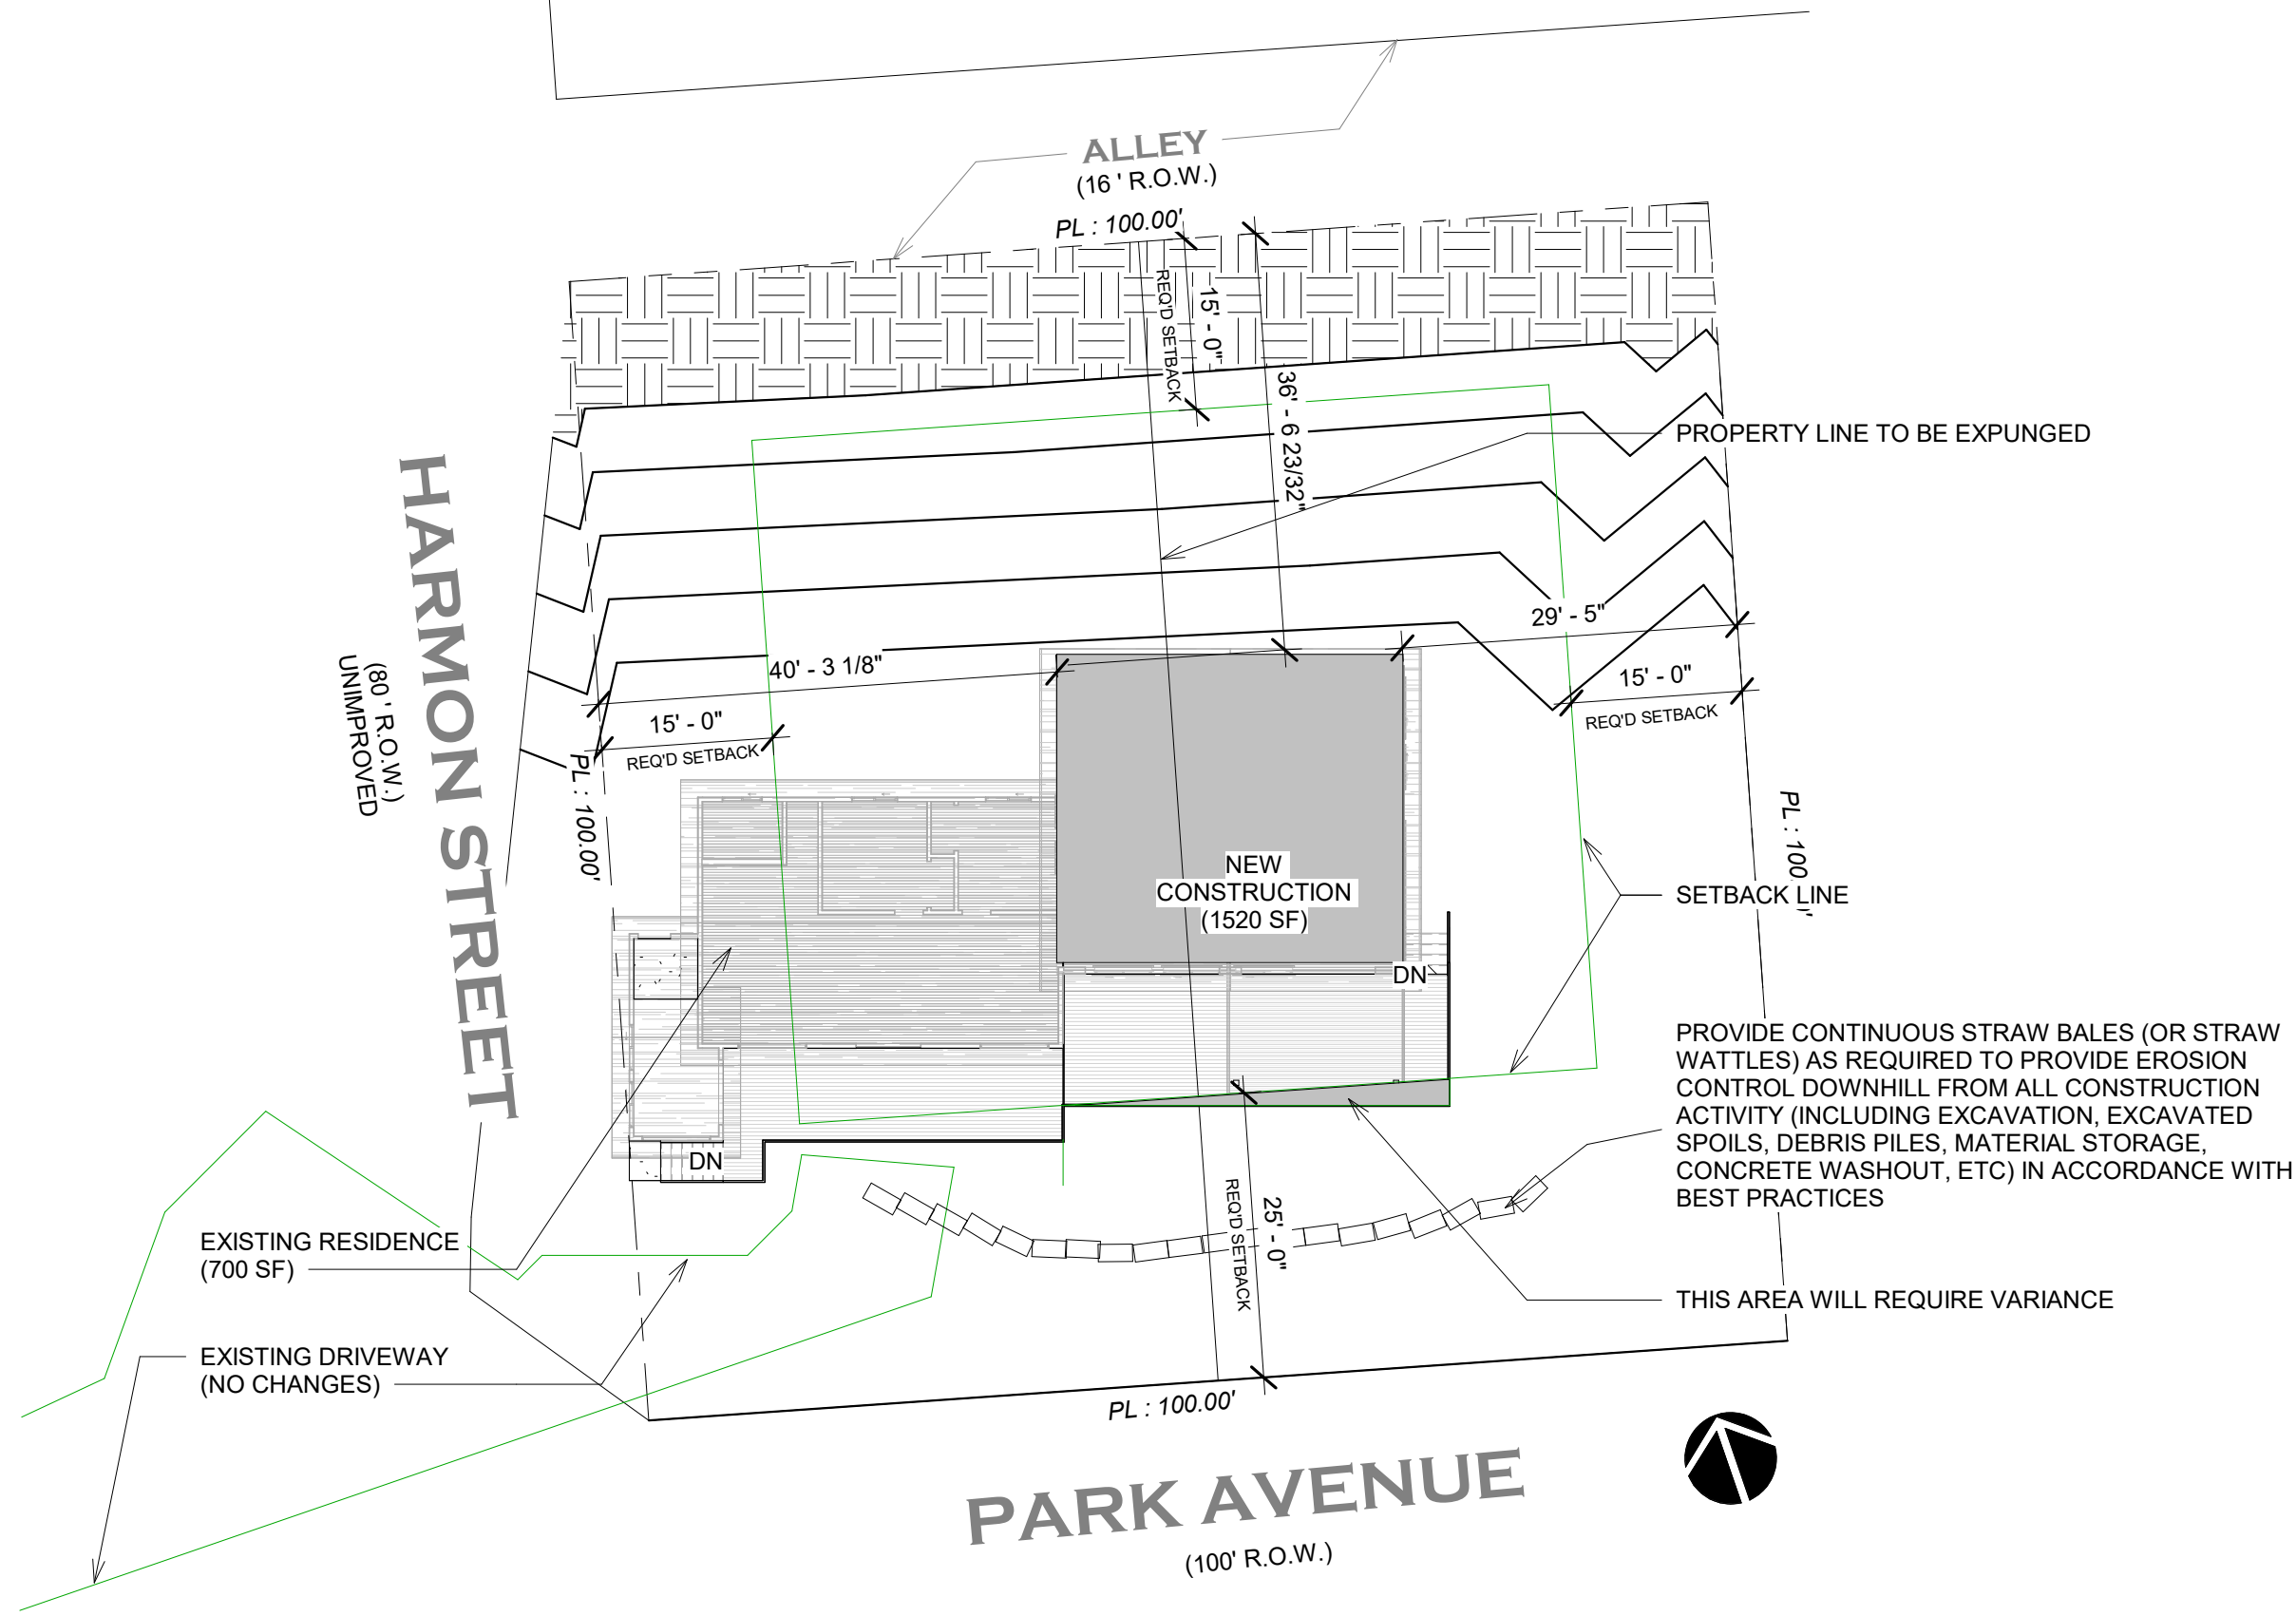 ALLEY
(16 ' R.O.W.)
PL : 100.00'
REQ'D SETBACK
15' - 0"
36' - 6 23/32"
PROPERTY LINE TO BE EXPUNGED
HARMON STREET
(80 ' R.O.W.)
UNIMPROVED
29' - 5"
40' - 3 1/8"
15' - 0"
REQ'D SETBACK
15' - 0"
REQ'D SETBACK
PL : 100.00'
PL : 100
NEW
CONSTRUCTION
(1520 SF)
SETBACK LINE
DN
PROVIDE CONTINUOUS STRAW BALES (OR STRAW
WATTLES) AS REQUIRED TO PROVIDE EROSION
CONTROL DOWNHILL FROM ALL CONSTRUCTION
ACTIVITY (INCLUDING EXCAVATION, EXCAVATED
SPOILS, DEBRIS PILES, MATERIAL STORAGE,
CONCRETE WASHOUT, ETC) IN ACCORDANCE WITH
BEST PRACTICES
DN
REQ'D SETBACK
25' - 0"
EXISTING RESIDENCE
(700 SF)
THIS AREA WILL REQUIRE VARIANCE
EXISTING DRIVEWAY
(NO CHANGES)
PL : 100.00'
PARK AVENUE
(100' R.O.W.)